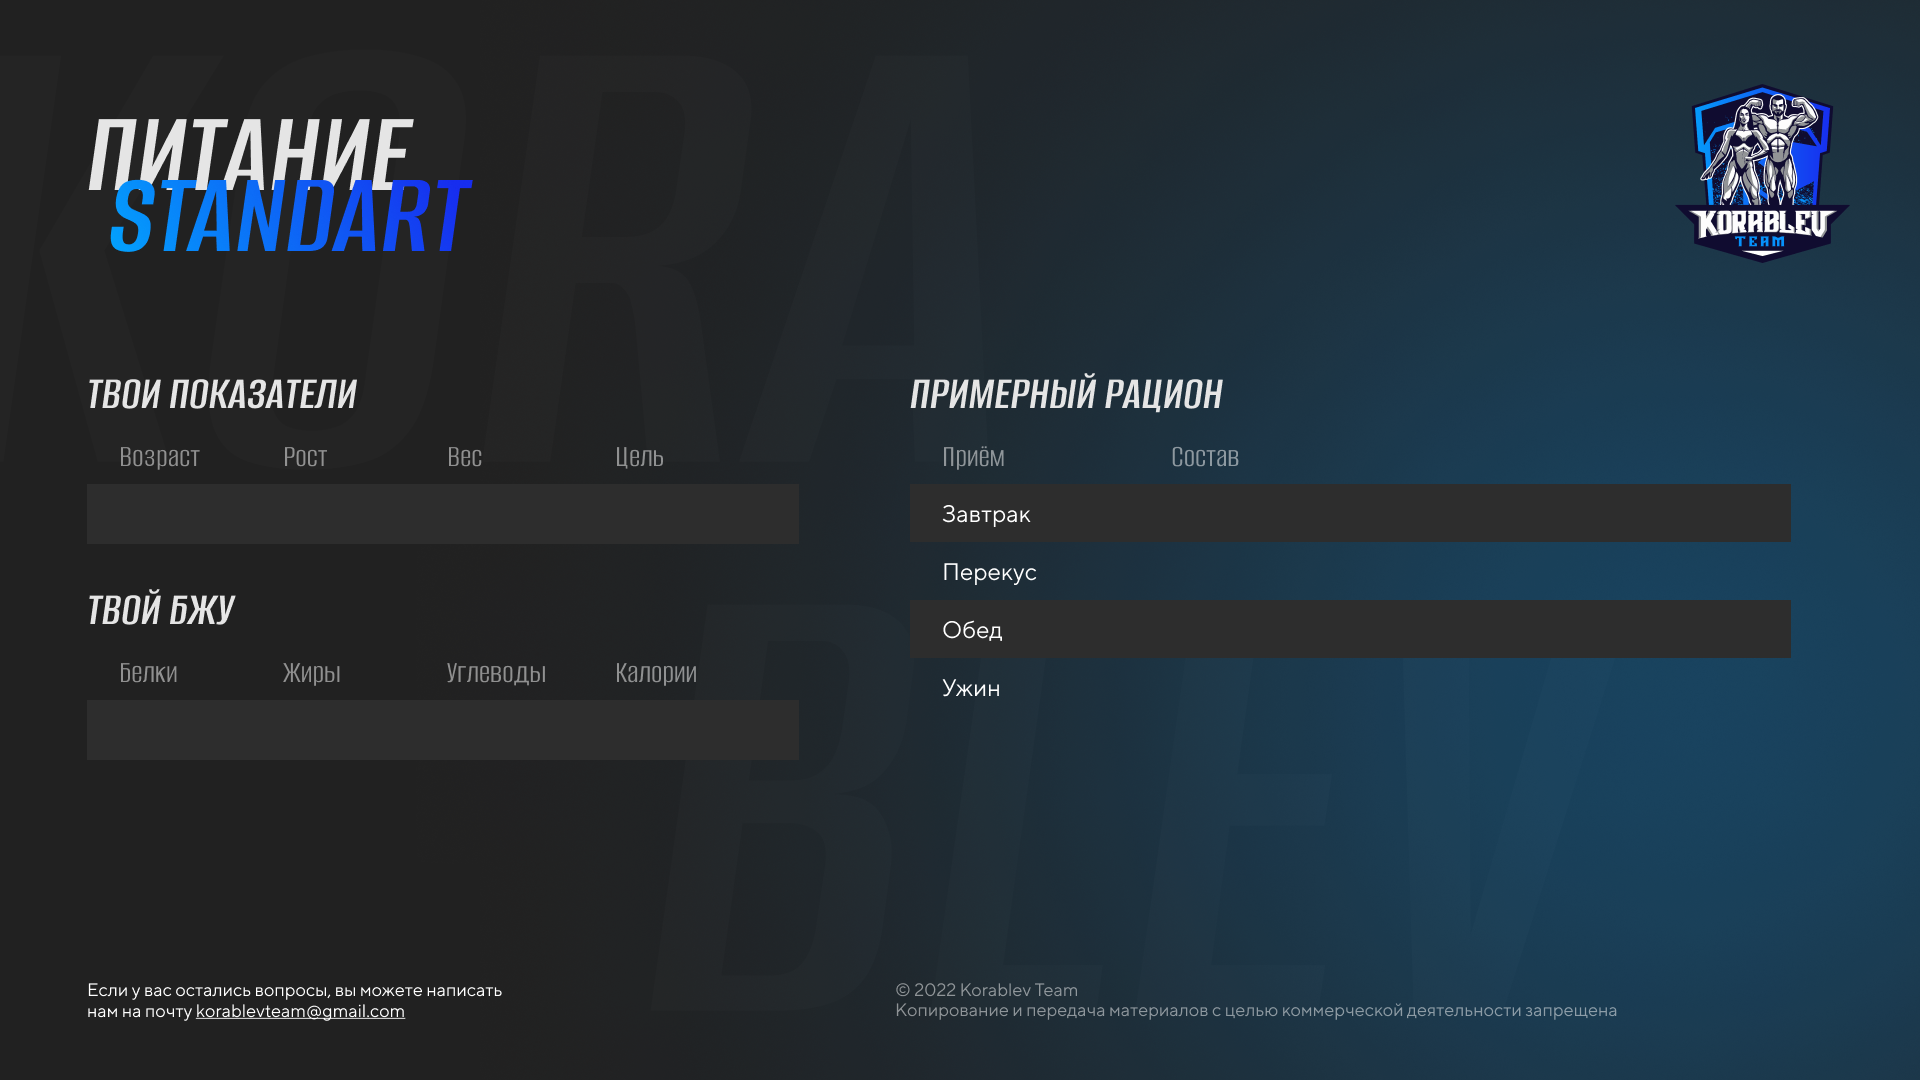 ПИТАНИЕ
STANDART
KORABLEV
TEAM
ТВОИ ПОКАЗАТЕЛИ
Возраст Рост Вес Цель
ТВОЙ БЖУ
Белки Жиры Углеводы Калории
ПРИМЕРНЫЙ РАЦИОН
Приём Состав
Завтрак
Перекус
Обед
Ужин
KORA
BLEV
Если у вас остались вопросы, вы можете написать
нам на почту korablevteam@gmail.com
© 2022 Korablev Team
Копирование и передача материалов с целью коммерческой деятельности запрещена